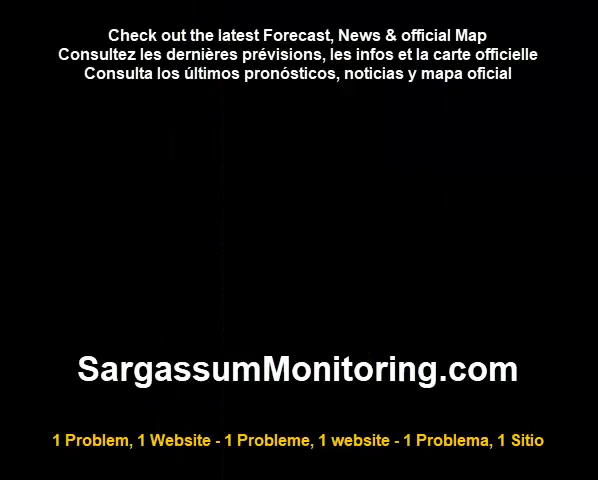 Check out the latest Forecast, News & official Map
Consultez les dernières prévisions, les infos et la carte officielle
Consulta los últimos pronósticos, noticias y mapa oficial
SargassumMonitoring.com
1 Problem, 1 Website - 1 Probleme, 1 website - 1 Problema, 1 Sitio